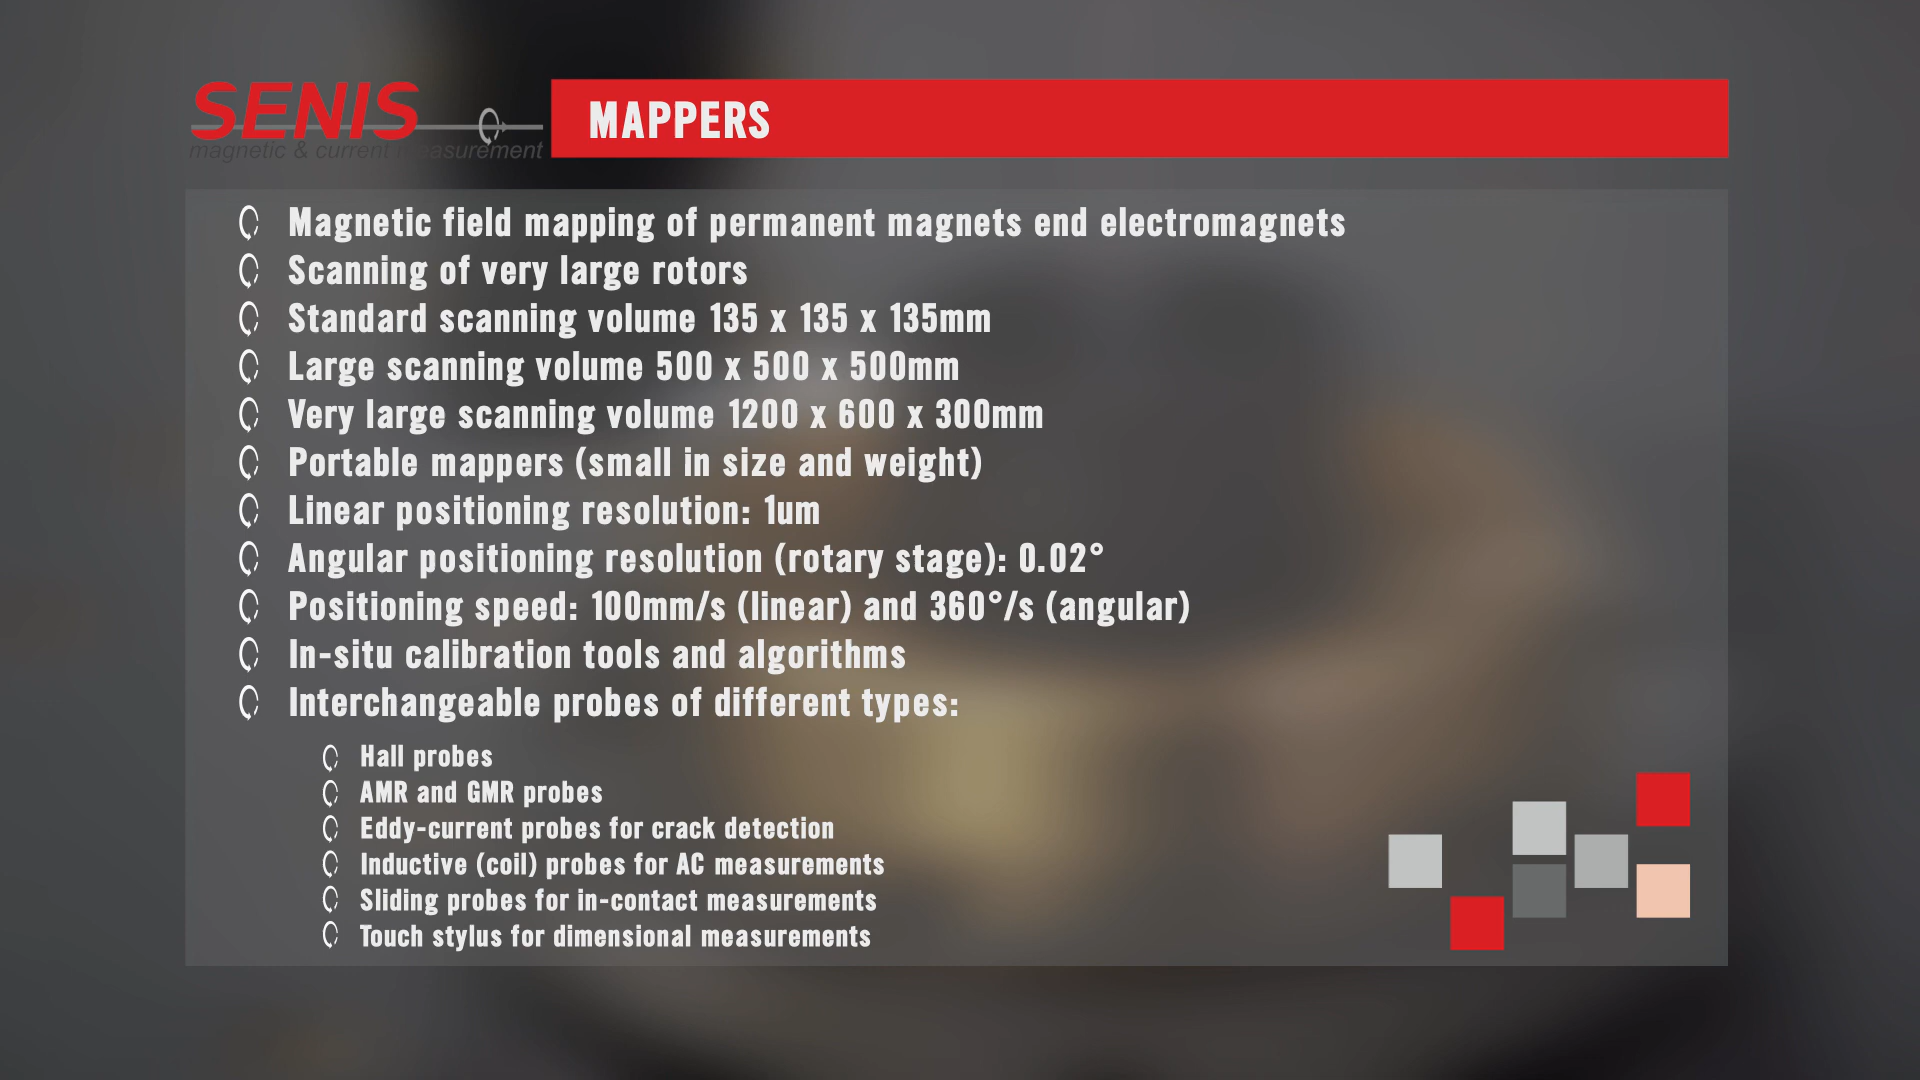 SENIS
magnetic & current measurement
MAPPERS
Magnetic field mapping of permanent magnets end electromagnets
Scanning of very large rotors
Standard scanning volume 135 x 135 x 135mm
Large scanning volume 500 x 500 x 500mm
Very large scanning volume 1200 x 600 x 300mm
Portable mappers (small in size and weight)
Linear positioning resolution: 1um
Angular positioning resolution (rotary stage): 0.02°
Positioning speed: 100mm/s (linear) and 360°/s (angular)
In-situ calibration tools and algorithms
Interchangeable probes of different types:
Hall probes
AMR and GMR probes
Eddy-current probes for crack detection
Inductive (coil) probes for AC measurements
Sliding probes for in-contact measurements
Touch stylus for dimensional measurements